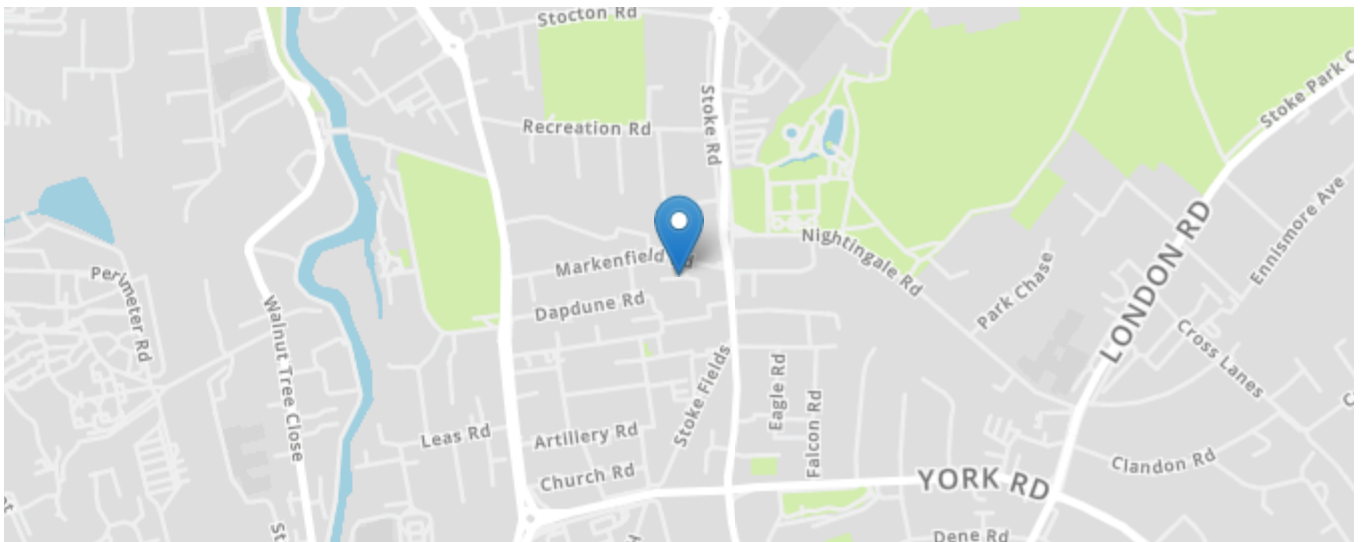 Stocton Rd
Stoke Park
Stoke Rd
Recreation Rd
Ennismore Ave
LONDON RD
Nightingale Rd
Markenfield Rd
Perimeter Rd
Park Chase
Dapdune Rd
Walnut Tree Close
Cross Lanes
Stoke Fields
Eagle Rd
Falcon Rd
Leas Rd
Artillery Rd
Clandon Rd
Church Rd
YORK RD
Dene Rd